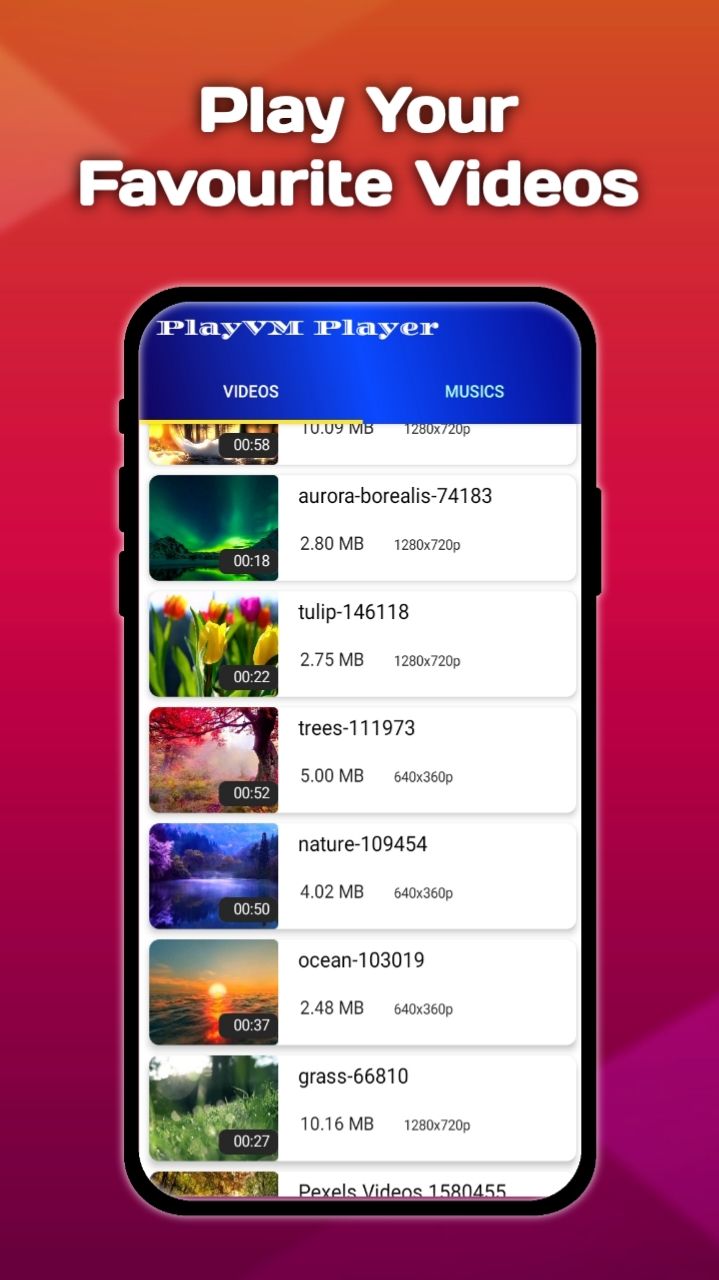 Play Your
Favourite Videos
PlayVM Player
VIDEOS MUSICS
00:58 10.09 MB 1280x720p
aurora-borealis-74183
00:18 2.80 MB 1280x720p
tulip-146118
00:22 2.75 MB 1280x720p
trees-111973
00:52 5.00 MB 640x360p
nature-109454
00:50 4.02 MB 640x360p
ocean-103019
00:37 2.48 MB 640x360p
grass-66810
00:27 10.16 MB 1280x720p
Pexels Videos 1580455